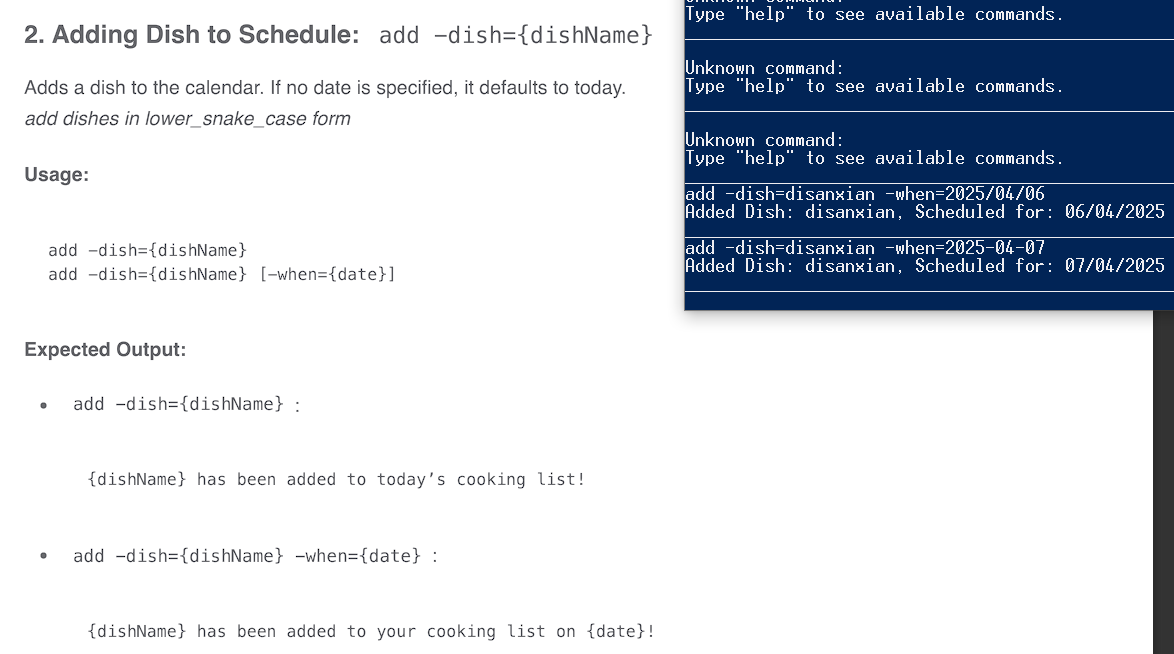 2. Adding Dish to Schedule: add -dish={dishName}
Adds a dish to the calendar. If no date is specified, it defaults to today.
add dishes in lower_snake_case form
Usage:
add -dish={dishName}
add -dish={dishName} [-when={date}]
Expected Output:
• add -dish={dishName} :
{dishName} has been added to today’s cooking list!
• add -dish={dishName} -when={date} :
{dishName} has been added to your cooking list on {date}!
Type "help" to see available commands.
Unknown command:
Type "help" to see available commands.
Unknown command:
Type "help" to see available commands.
add -dish=disanxian -when=2025/04/06
Added Dish: disanxian, Scheduled for: 06/04/2025
add -dish=disanxian -when=2025-04-07
Added Dish: disanxian, Scheduled for: 07/04/2025